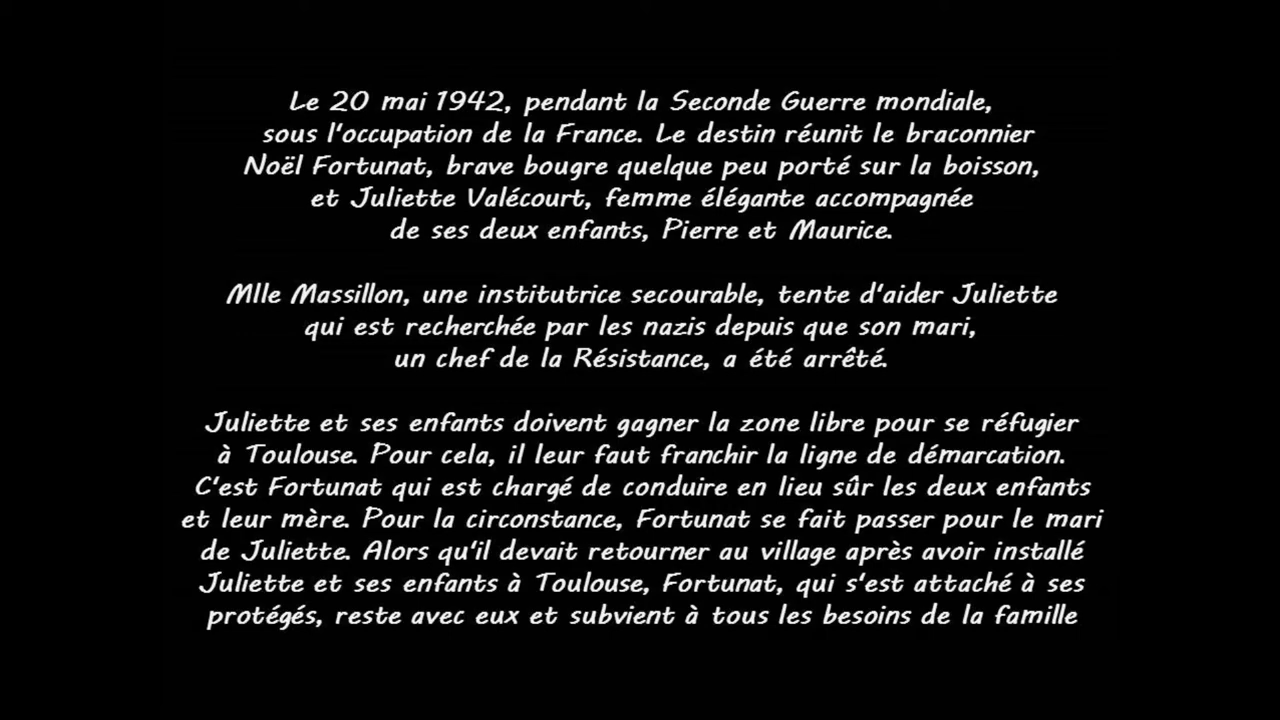 Le 20 mai 1942, pendant la Seconde Guerre mondiale,
sous l'occupation de la France. Le destin réunit le braconnier
Noël Fortunat, brave bougre quelque peu porté sur la boisson,
et Juliette Valécourt, femme élégante accompagnée
de ses deux enfants, Pierre et Maurice.
Mlle Massillon, une institutrice secourable, tente d'aider Juliette
qui est recherchée par les nazis depuis que son mari,
un chef de la Résistance, a été arrêté.
Juliette et ses enfants doivent gagner la zone libre pour se réfugier
à Toulouse. Pour cela, il leur faut franchir la ligne de démarcation.
C'est Fortunat qui est chargé de conduire en lieu sûr les deux enfants
et leur mère. Pour la circonstance, Fortunat se fait passer pour le mari
de Juliette. Alors qu'il devait retourner au village après avoir installé
Juliette et ses enfants à Toulouse, Fortunat, qui s'est attaché à ses
protégés, reste avec eux et subvient à tous les besoins de la famille